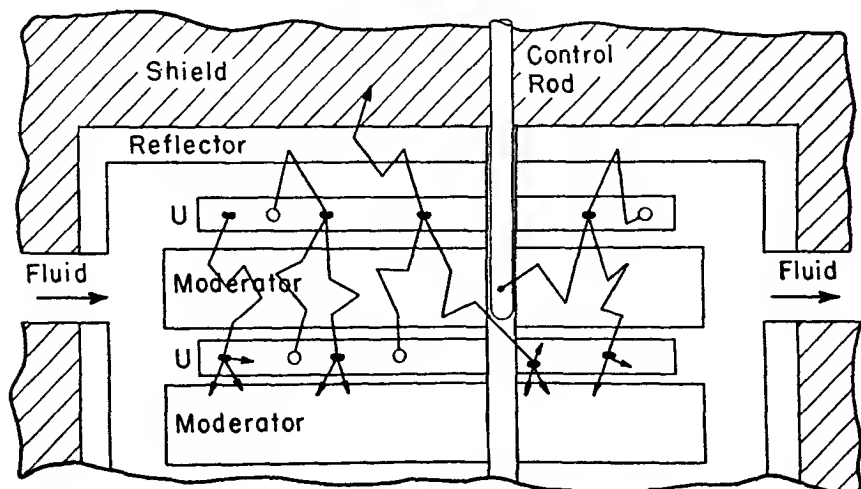 Shield
Control
Rod
Reflector
U
Fluid
Moderator
Fluid
U
Moderator